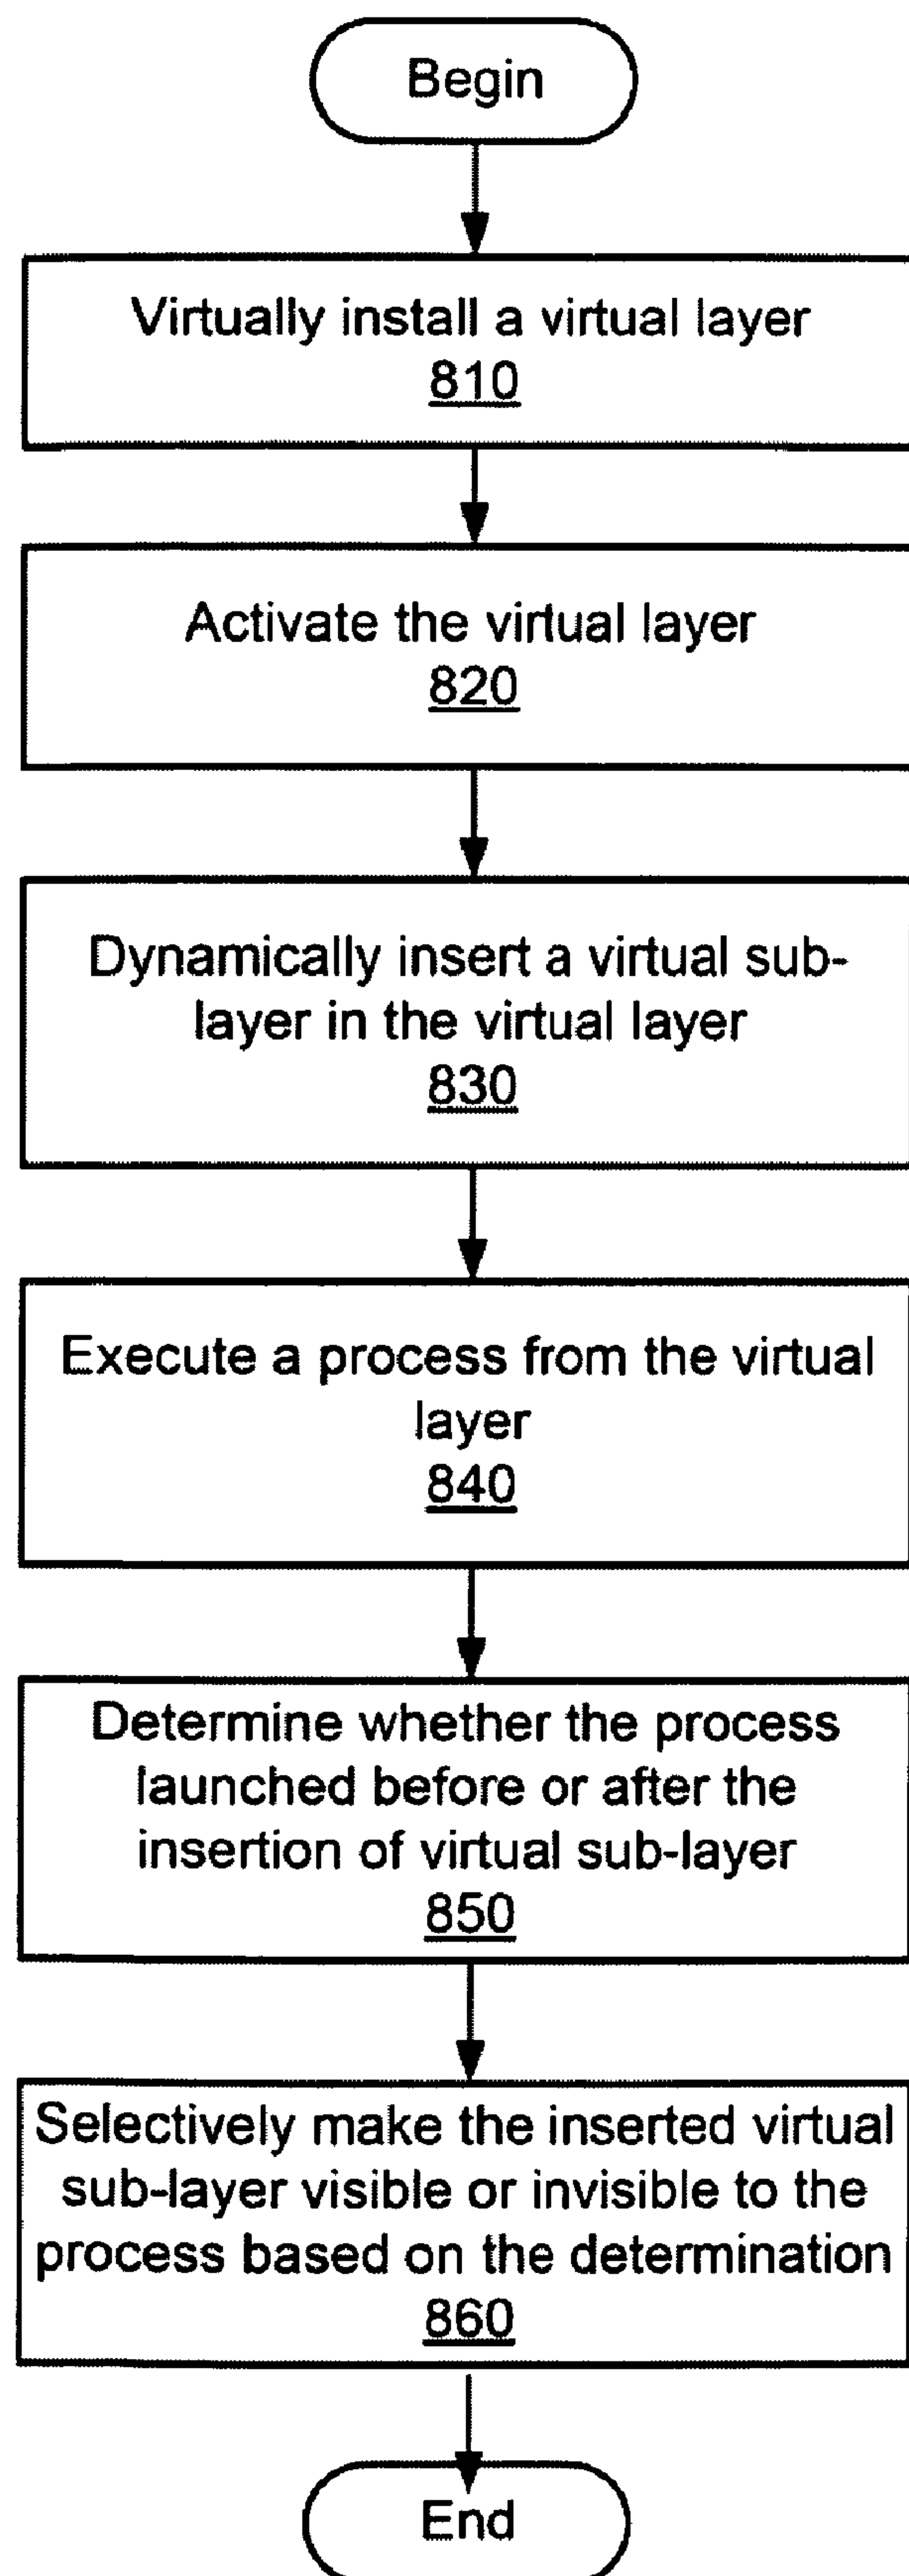 Begin
Virtually install a virtual layer
810
Activate the virtual layer
820
Dynamically insert a virtual sub-
layer in the virtual layer
830
Execute a process from the virtual
layer
840
Determine whether the process
launched before or after the
insertion of virtual sub-layer
850
Selectively make the inserted virtual
sub-layer visible or invisible to the
process based on the determination
860
End